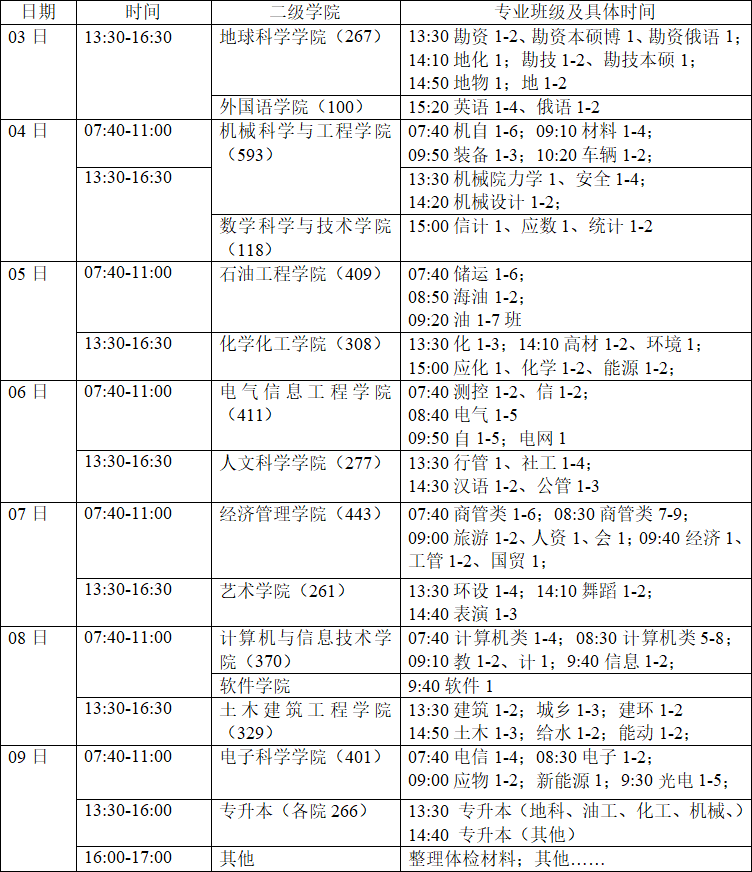 日期 时间 二级学院 专业班级及具体时间
03 日 13:30-16:30 地球科学学院（267） 13:30 勘资 1-2、勘资本硕博 1、勘资俄语 1；
14:10 地化 1；勘技 1-2、勘技本硕 1；
14:50 地物 1；地 1-2
外国语学院（100） 15:20 英语 1-4、俄语 1-2
04 日 07:40-11:00 机械科学与工程学院 07:40 机自 1-6；09:10 材料 1-4；
（593） 09:50 装备 1-3；10:20 车辆 1-2；
13:30-16:30 13:30 机械院力学 1、安全 1-4；
14:20 机械设计 1-2；
数学科学与技术学院 15:00 信计 1、应数 1、统计 1-2
（118）
05 日 07:40-11:00 石油工程学院（409） 07:40 储运 1-6；
08:50 海油 1-2；
09:20 油 1-7 班
13:30-16:30 化学化工学院（308） 13:30 化 1-3；14:10 高材 1-2、环境 1；
15:00 应化 1、化学 1-2、能源 1-2；
06 日 07:40-11:00 电气信息工程学院 07:40 测控 1-2、信 1-2；
（411） 08:40 电气 1-5
09:50 自 1-5；电网 1
13:30-16:30 人文科学学院（277） 13:30 行管 1、社工 1-4；
14:30 汉语 1-2、公管 1-3
07 日 07:40-11:00 经济管理学院（443） 07:40 商管类 1-6；08:30 商管类 7-9；
09:00 旅游 1-2、人资 1、会 1；09:40 经济 1、
工管 1-2、国贸 1；
13:30-16:30 艺术学院（261） 13:30 环设 1-4；14:10 舞蹈 1-2；
14:40 表演 1-3
08 日 07:40-11:00 计算机与信息技术学 07:40 计算机类 1-4；08:30 计算机类 5-8；
院（370） 09:10 教 1-2、计 1；9:40 信息 1-2；
软件学院 9:40 软件 1
13:30-16:30 土木建筑工程学院 13:30 建筑 1-2；城乡 1-3；建环 1-2
（329） 14:50 土木 1-3；给水 1-2；能动 1-2；
09 日 07:40-11:00 电子科学学院（401） 07:40 电信 1-4；08:30 电子 1-2；
09:00 应物 1-2；新能源 1；9:30 光电 1-5；
13:30-16:00 专升本（各院 266） 13:30 专升本（地科、油工、化工、机械、）
14:40 专升本（其他）
16:00-17:00 其他 整理体检材料；其他……